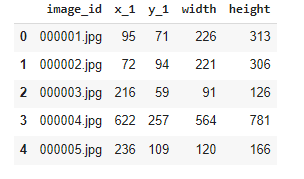 image_id x_1 y_1 width height
0 000001.jpg 95 71 226 313
1 000002.jpg 72 94 221 306
2 000003.jpg 216 59 91 126
3 000004.jpg 622 257 564 781
4 000005.jpg 236 109 120 166